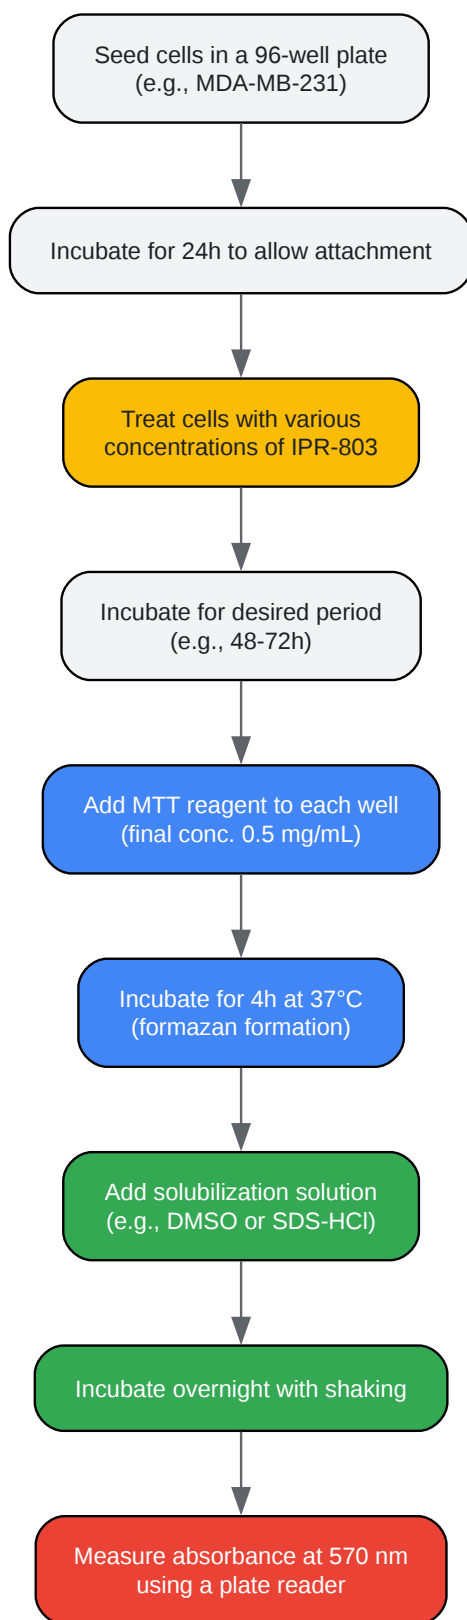 Seed cells in a 96-well plate
(e.g., MDA-MB-231)
Incubate for 24h to allow attachment
Treat cells with various
concentrations of IPR-803
Incubate for desired period
(e.g., 48-72h)
Add MTT reagent to each well
(final conc. 0.5 mg/mL)
Incubate for 4h at 37°C
(formazan formation)
Add solubilization solution
(e.g., DMSO or SDS-HCl)
Incubate overnight with shaking
Measure absorbance at 570 nm
using a plate reader